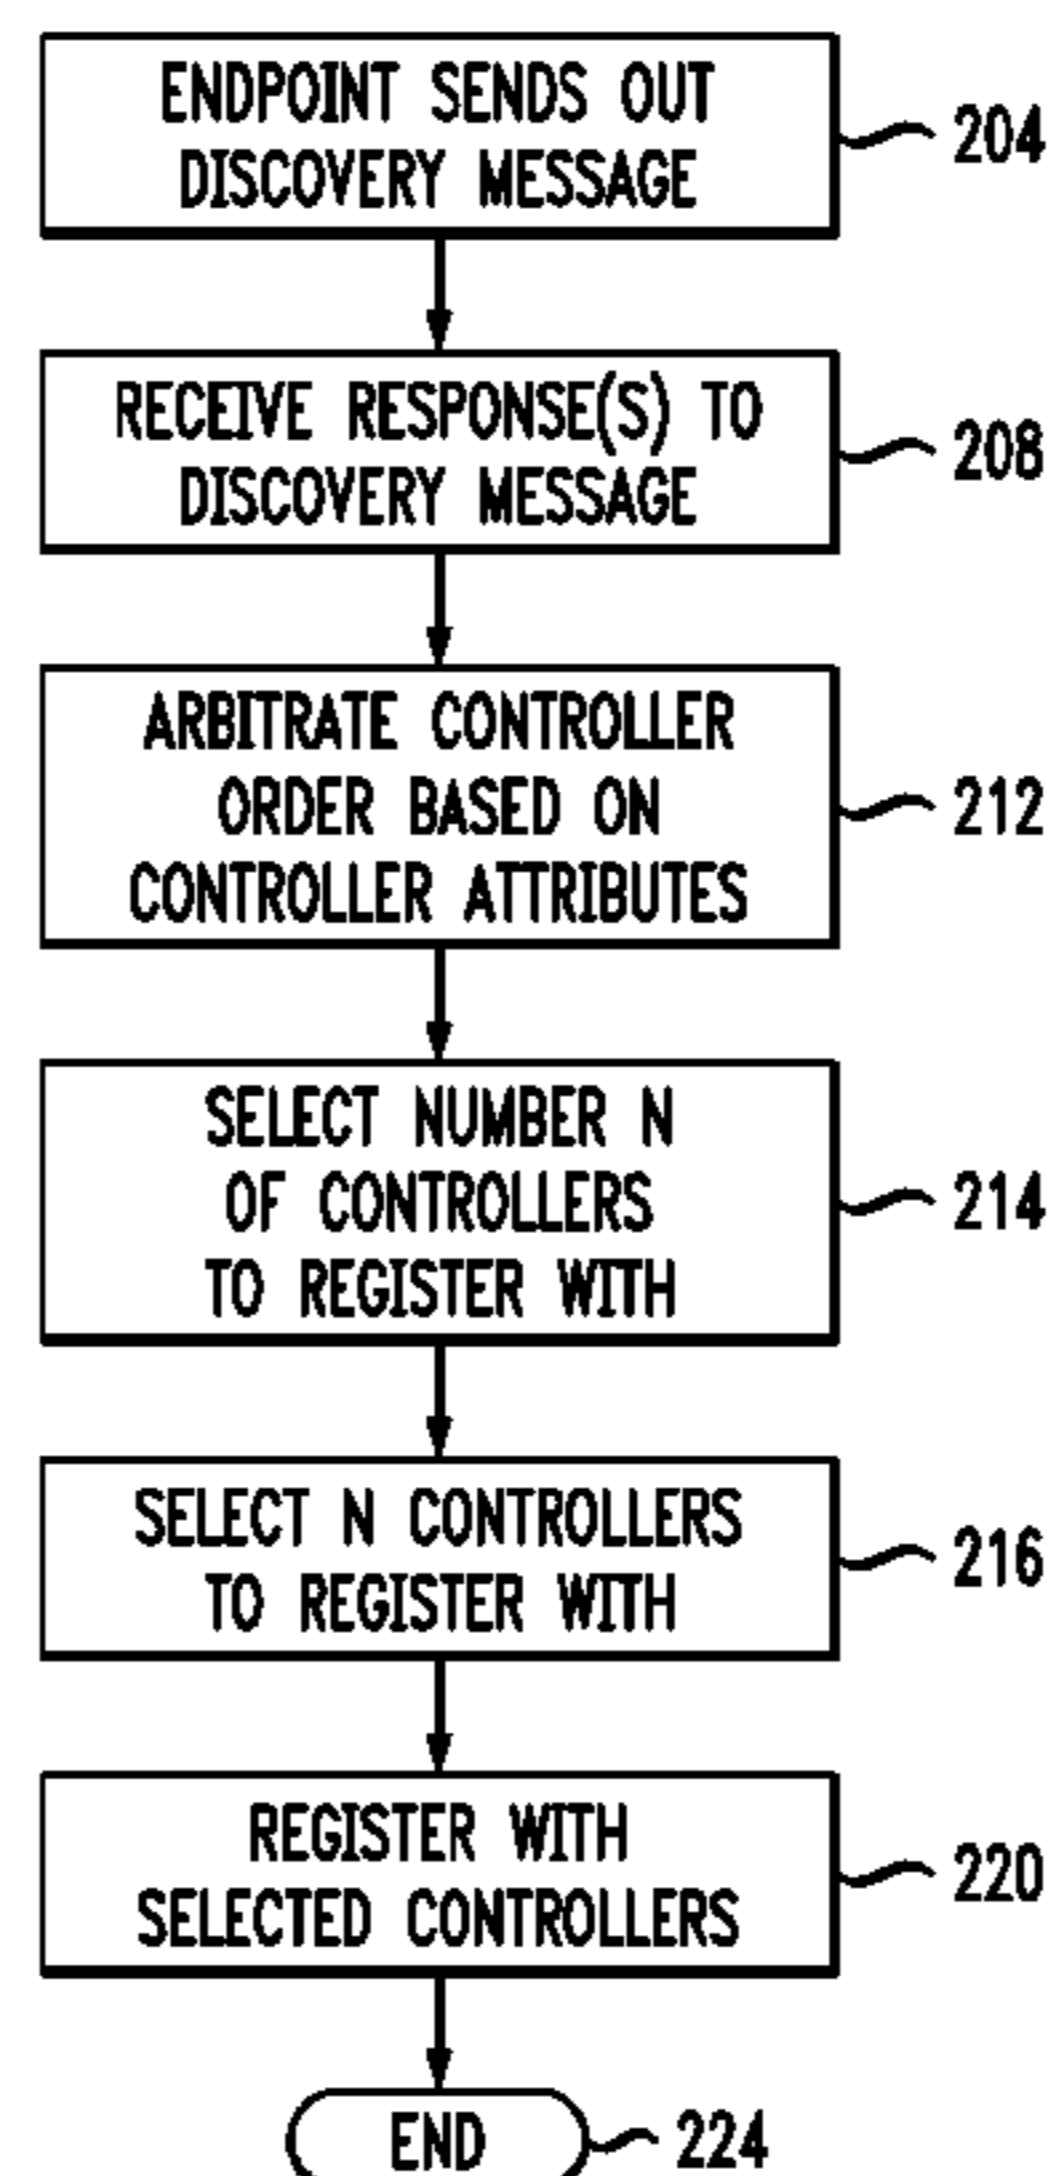 ENDPOINT SENDS OUT
DISCOVERY MESSAGE
204
RECEIVE RESPONSE(S) TO
DISCOVERY MESSAGE
208
ARBITRATE CONTROLLER
ORDER BASED ON
CONTROLLER ATTRIBUTES
212
SELECT NUMBER N
OF CONTROLLERS
TO REGISTER WITH
214
SELECT N CONTROLLERS
TO REGISTER WITH
216
REGISTER WITH
SELECTED CONTROLLERS
220
END
224